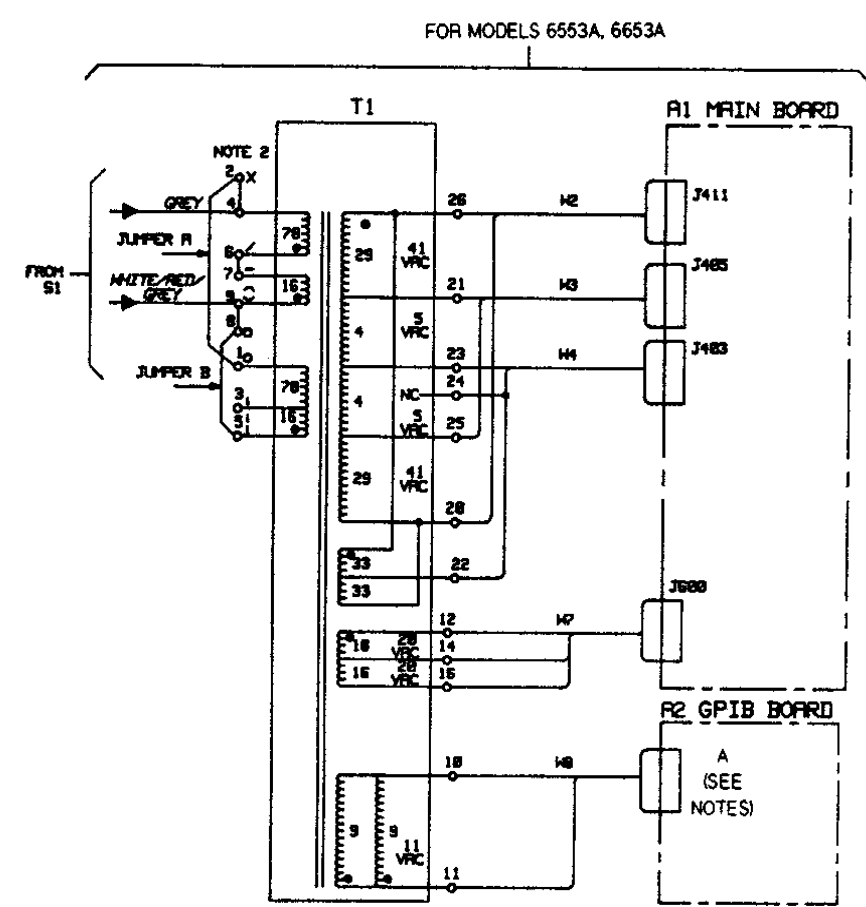 FOR MODELS 6553A, 6653A
T1
A1 MAIN BOARD
NOTE 2
2
4
GREY
JUMPER A
6
7
FROM
S1
WHITE/RED/
GREY
9
8
1
JUMPER B
3
5
78
16
78
16
29
41
VAC
4
5
VAC
4
5
VAC
29
41
VAC
33
33
26
W2
J411
21
W3
J405
23
W4
J403
NC
24
25
20
22
12
W7
J600
18
20
VAC
14
16
20
VAC
15
A2 GPIB BOARD
10
W8
A
(SEE
NOTES)
9
9
11
VAC
11